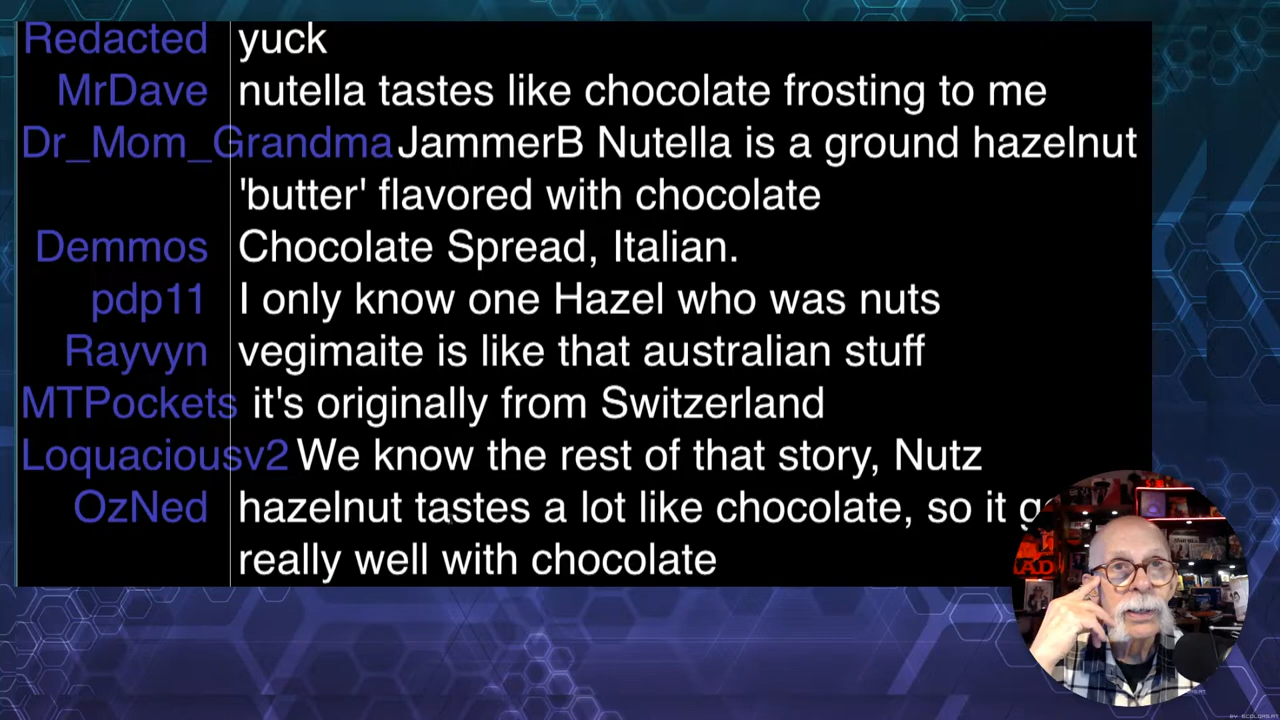 Redacted yuck
MrDave nutella tastes like chocolate frosting to me
Dr_Mom_Grandma JammerB Nutella is a ground hazelnut
'butter' flavored with chocolate
Demmos Chocolate Spread, Italian.
pdp11 I only know one Hazel who was nuts
Rayvyn vegimaite is like that australian stuff
MTPockets it's originally from Switzerland
Loquaciousv2 We know the rest of that story, Nutz
OzNed hazelnut tastes a lot like chocolate, so it
really well with chocolate